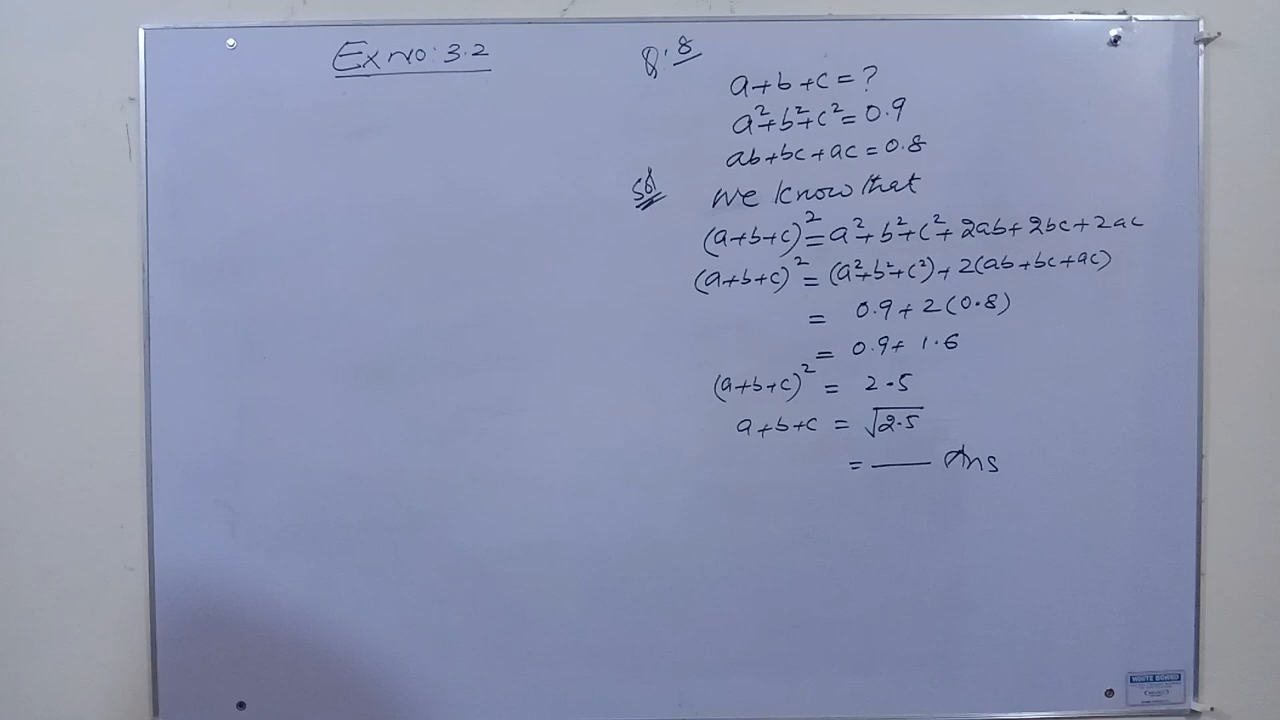 Ex NO: 3.2
Q: 8
a+b+c = ?
a²+b²+c² = 0.9
ab+bc+ac = 0.8
Sol
We know that
(a+b+c)² = a²+b²+c²+2ab+2bc+2ac
(a+b+c)² = (a²+b²+c²)+2(ab+bc+ac)
= 0.9+2(0.8)
= 0.9+1.6
(a+b+c)² = 2.5
a+b+c = √2.5
= —— Ans
WHITE BOARD